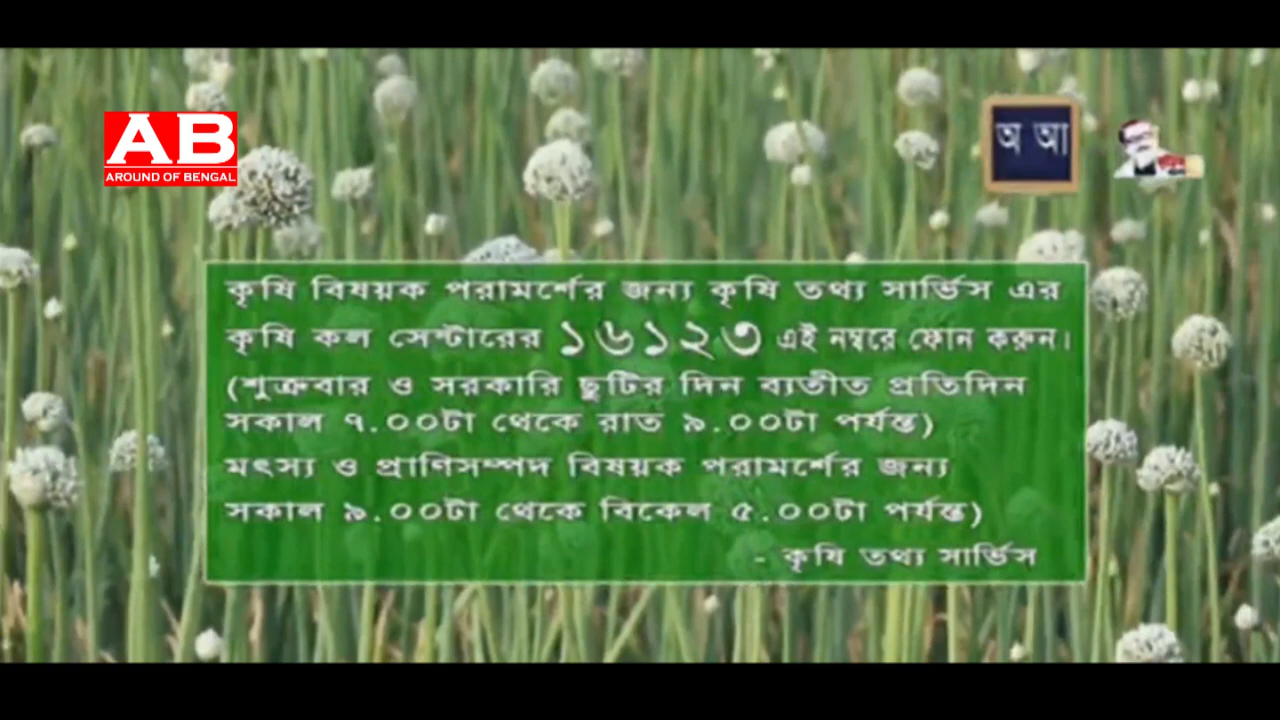 AB
AROUND OF BENGAL
অ আ
কৃষি বিষয়ক পরামর্শের জন্য কৃষি তথ্য সার্ভিস এর
কৃষি কল সেন্টারের ১৬১২৩ এই নম্বরে ফোন করুন।
(শুক্রবার ও সরকারি ছুটির দিন ব্যতীত প্রতিদিন
সকাল ৭.০০টা থেকে রাত ৯.০০টা পর্যন্ত)
মৎস্য ও প্রাণিসম্পদ বিষয়ক পরামর্শের জন্য
সকাল ৯.০০টা থেকে বিকেল ৫.০০টা পর্যন্ত)
- কৃষি তথ্য সার্ভিস